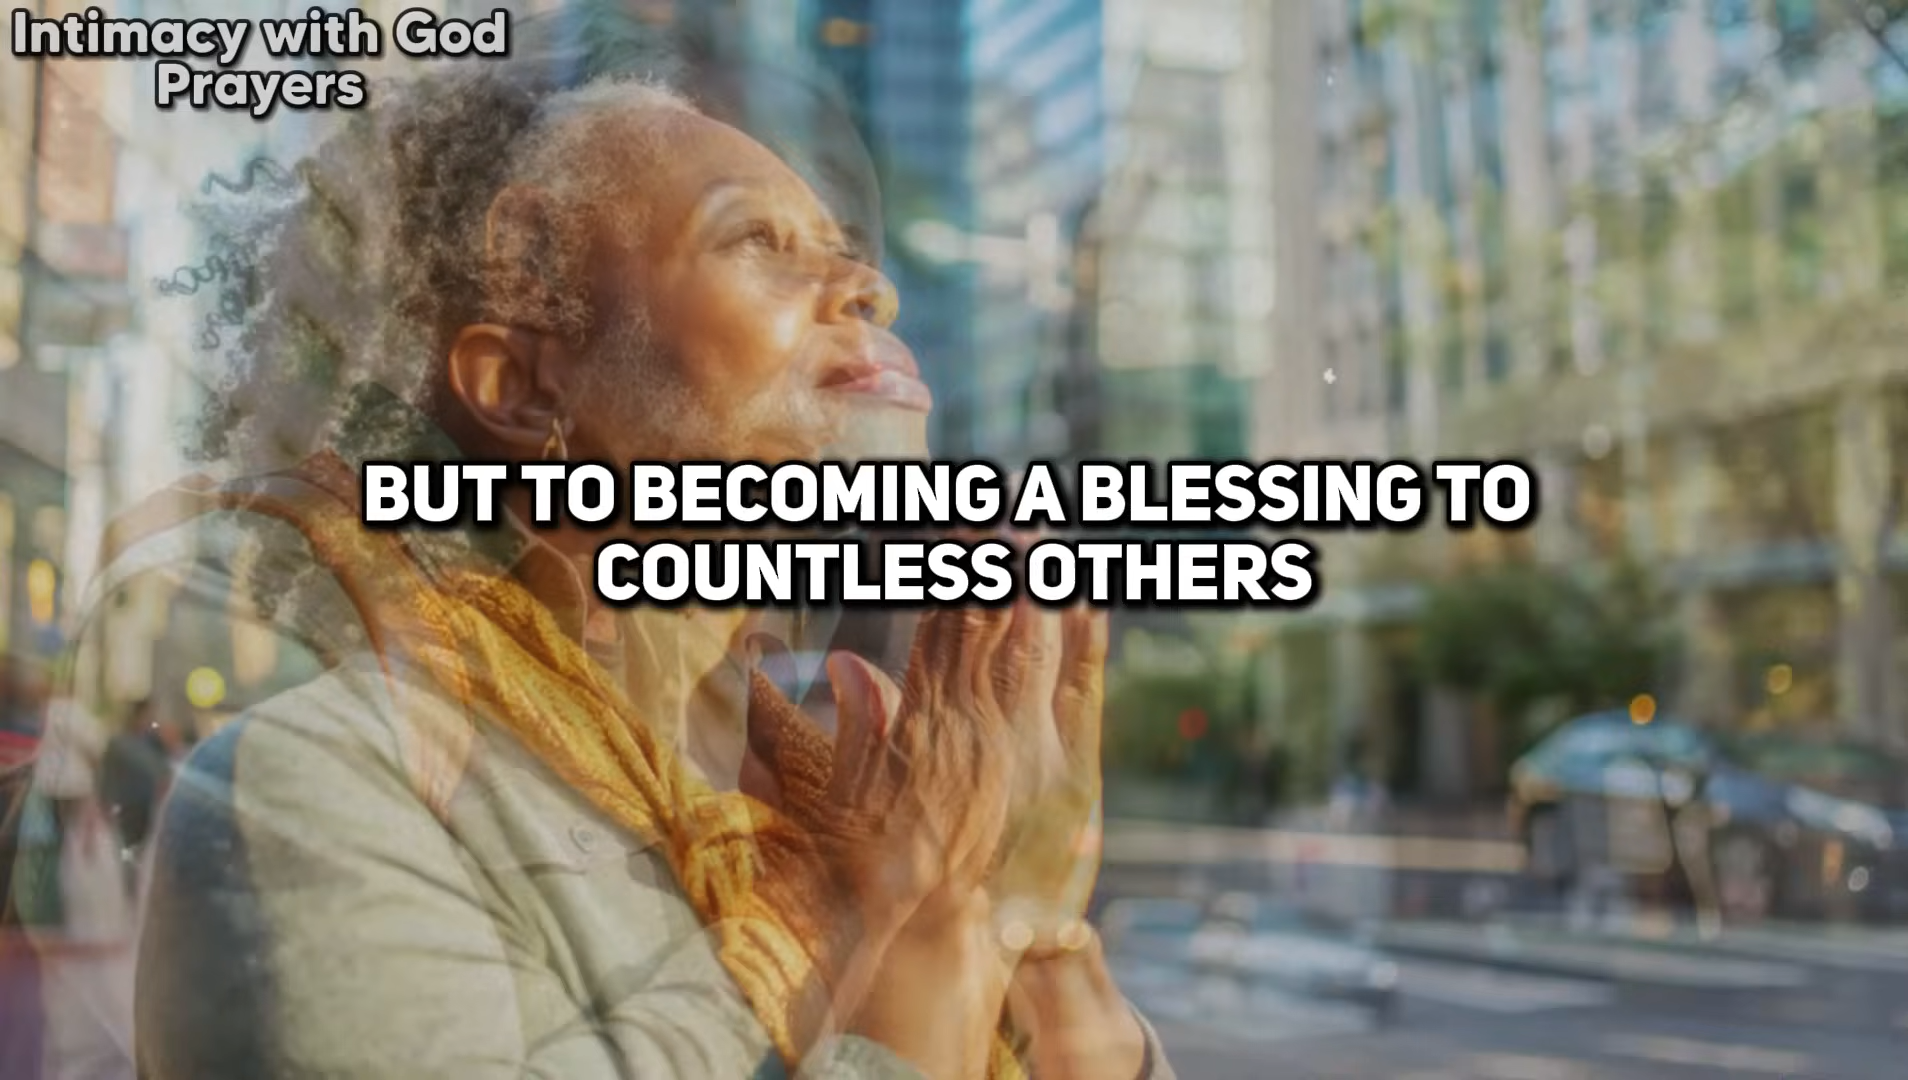 Intimacy with God
Prayers
BUT TO BECOMING A BLESSING TO
COUNTLESS OTHERS